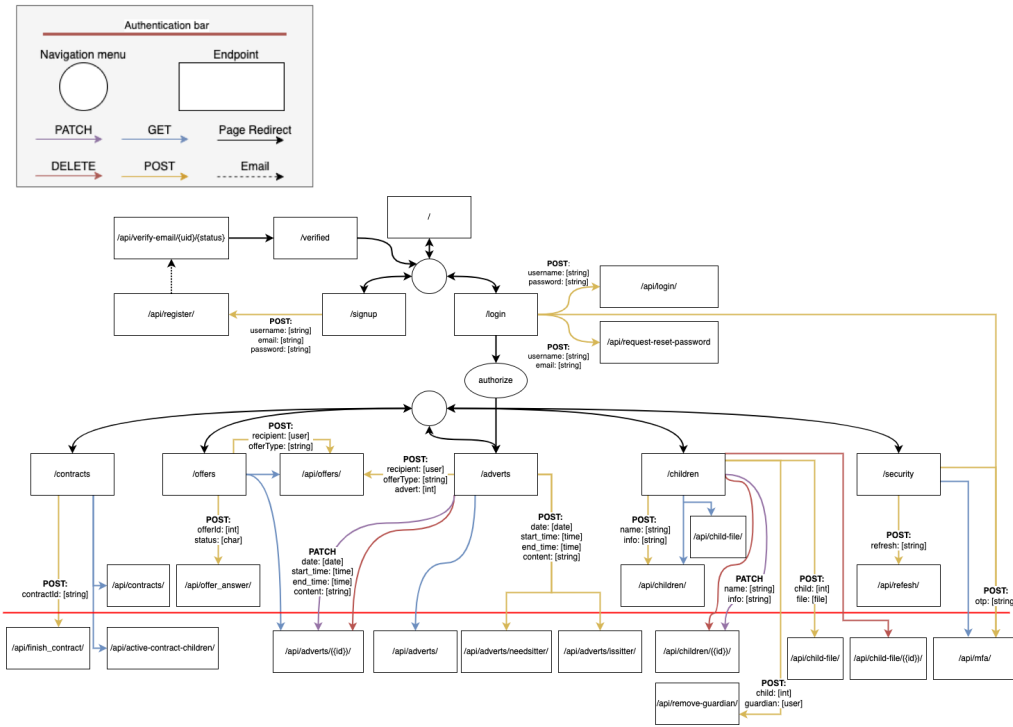 Authentication bar
Navigation menu
Endpoint
PATCH
GET
Page Redirect
DELETE
POST
Email
/
/api/verify-email/{uid}/{status}
/verified
/api/register/
POST:
username: [string]
email: [string]
password: [string]
/signup
/login
POST:
username: [string]
password: [string]
/api/login/
/api/request-reset-password
POST:
username: [string]
email: [string]
authorize
/contracts
/offers
POST:
recipient: [user]
offerType: [string]
/api/offers/
POST:
recipient: [user]
offerType: [string]
advert: [int]
/adverts
/children
/security
POST:
contractId: [string]
/api/contracts/
POST:
offerId: [int]
status: [char]
/api/offer_answer/
PATCH
date: [date]
start_time: [time]
end_time: [time]
content: [string]
POST:
date: [date]
start_time: [time]
end_time: [time]
content: [string]
POST:
name: [string]
info: [string]
/api/child-file/
/api/children/
PATCH
name: [string]
info: [string]
POST:
child: [int]
file: [file]
POST:
refresh: [string]
/api/refesh/
POST:
otp: [string
/api/finish_contract/
/api/active-contract-children/
/api/adverts/({id})/
/api/adverts/
/api/adverts/needsitter/
/api/adverts/issitter/
/api/children/({id})/
/api/child-file/
/api/child-file/({id})/
/api/mfa/
/api/remove-guardian/
POST:
child: [int]
guardian: [user]